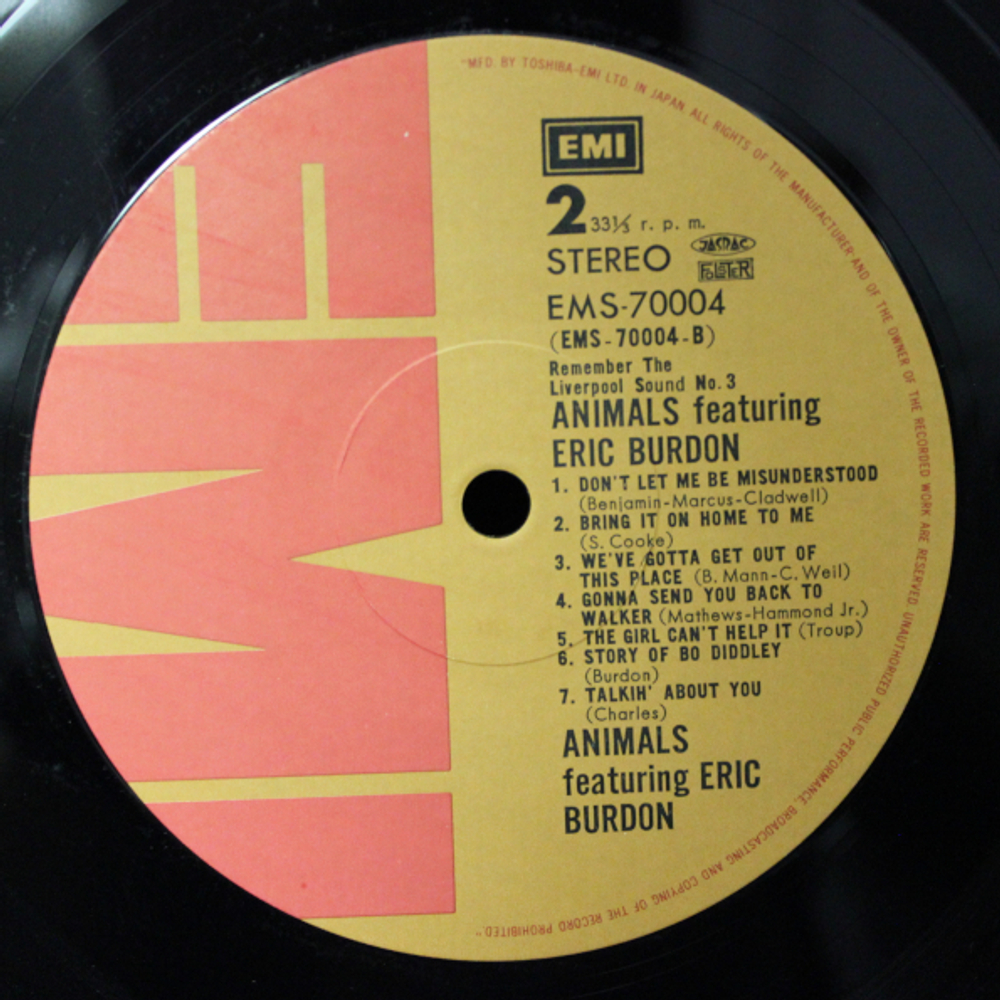 "MFD. BY TOSHIBA-EMI LTD. IN JAPAN. ALL RIGHTS OF THE MANUFACTURER AND OF THE OWNER OF THE RECORDED WORK ARE RESERVED. UNAUTHORIZED PUBLIC PERFORMANCE, BROADCASTING AND COPYING OF THE RECORD PROHIBITED."
EMI
EMI
2 33⅓ r. p. m.
STEREO JASRAC
FOLSTER
EMS-70004
(EMS-70004-B)
Remember The
Liverpool Sound No.3
ANIMALS featuring
ERIC BURDON
1. DON'T LET ME BE MISUNDERSTOOD
(Benjamin-Marcus-Cladwell)
2. BRING IT ON HOME TO ME
(S. Cooke)
3. WE'VE GOTTA GET OUT OF
THIS PLACE (B. Mann-C. Weil)
4. GONNA SEND YOU BACK TO
WALKER (Mathews-Hammond Jr.)
5. THE GIRL CAN'T HELP IT (Troup)
6. STORY OF BO DIDDLEY
(Burdon)
7. TALKIH' ABOUT YOU
(Charles)
ANIMALS
featuring ERIC
BURDON